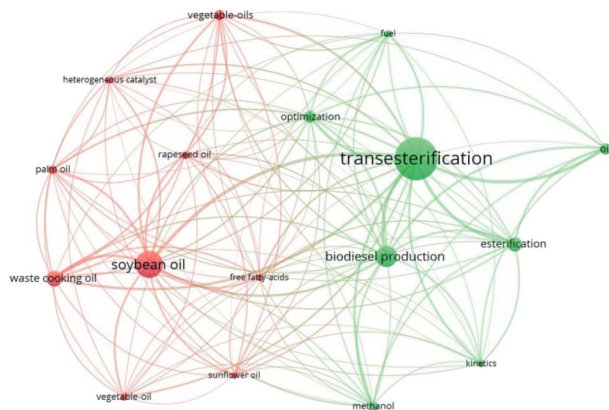 vegetable-oils
fuel
heterogeneous catalyst
optimization
rapeseed oil
transesterification
oil
palm oil
esterification
biodiesel production
soybean oil
waste cooking oil
free fatty-acids
kinetics
sunflower oil
vegetable-oil
methanol